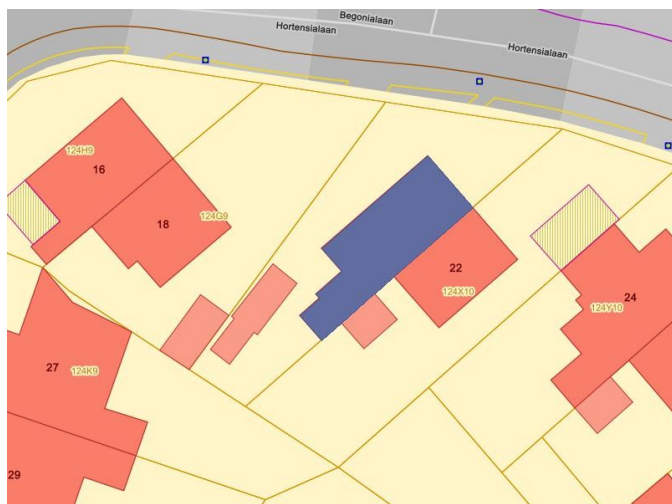 Begonialaan
Hortensialaan
Hortensialaan
124H9
16
18
124G9
22
124X10
24
124Y10
27
124K9
29